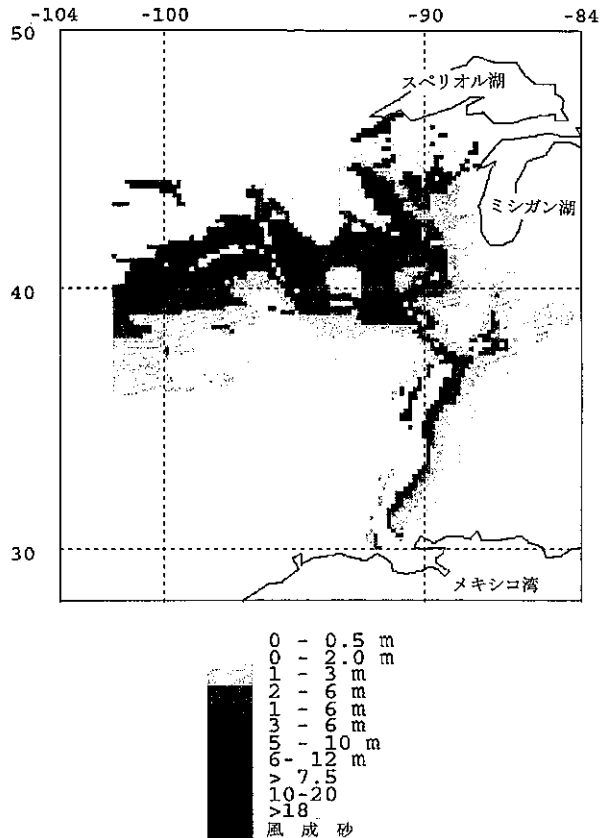 -104 -100 -90 -84
50
スペリオル湖
ミシガン湖
40
30
メキシコ湾
0 - 0.5 m
0 - 2.0 m
1 - 3 m
2 - 6 m
1 - 6 m
3 - 6 m
5 - 10 m
6- 12 m
> 7.5
10-20
>18
風 成 砂